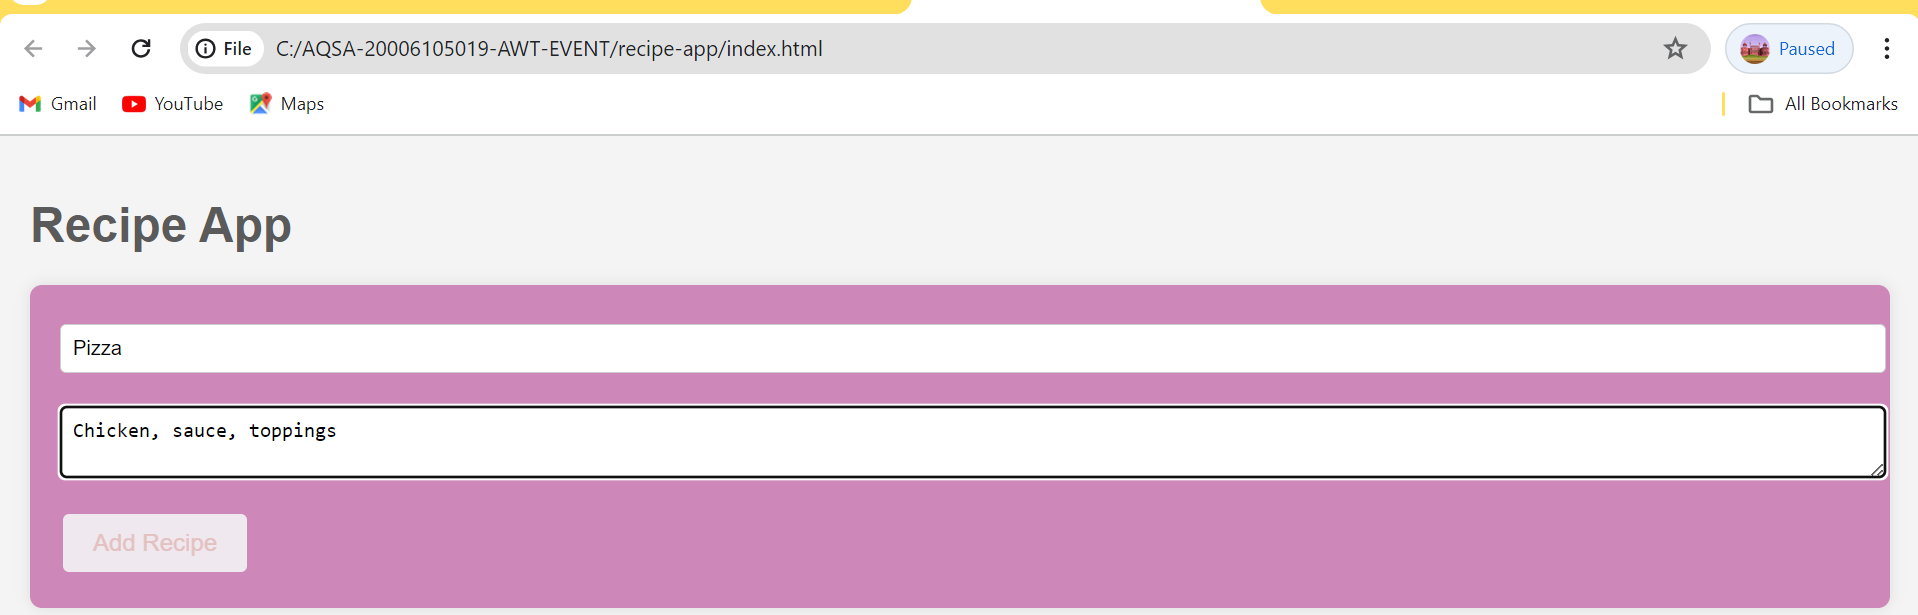 File C:/AQSA-20006105019-AWT-EVENT/recipe-app/index.html Paused
Gmail YouTube Maps All Bookmarks
Recipe App
Pizza
Chicken, sauce, toppings
Add Recipe